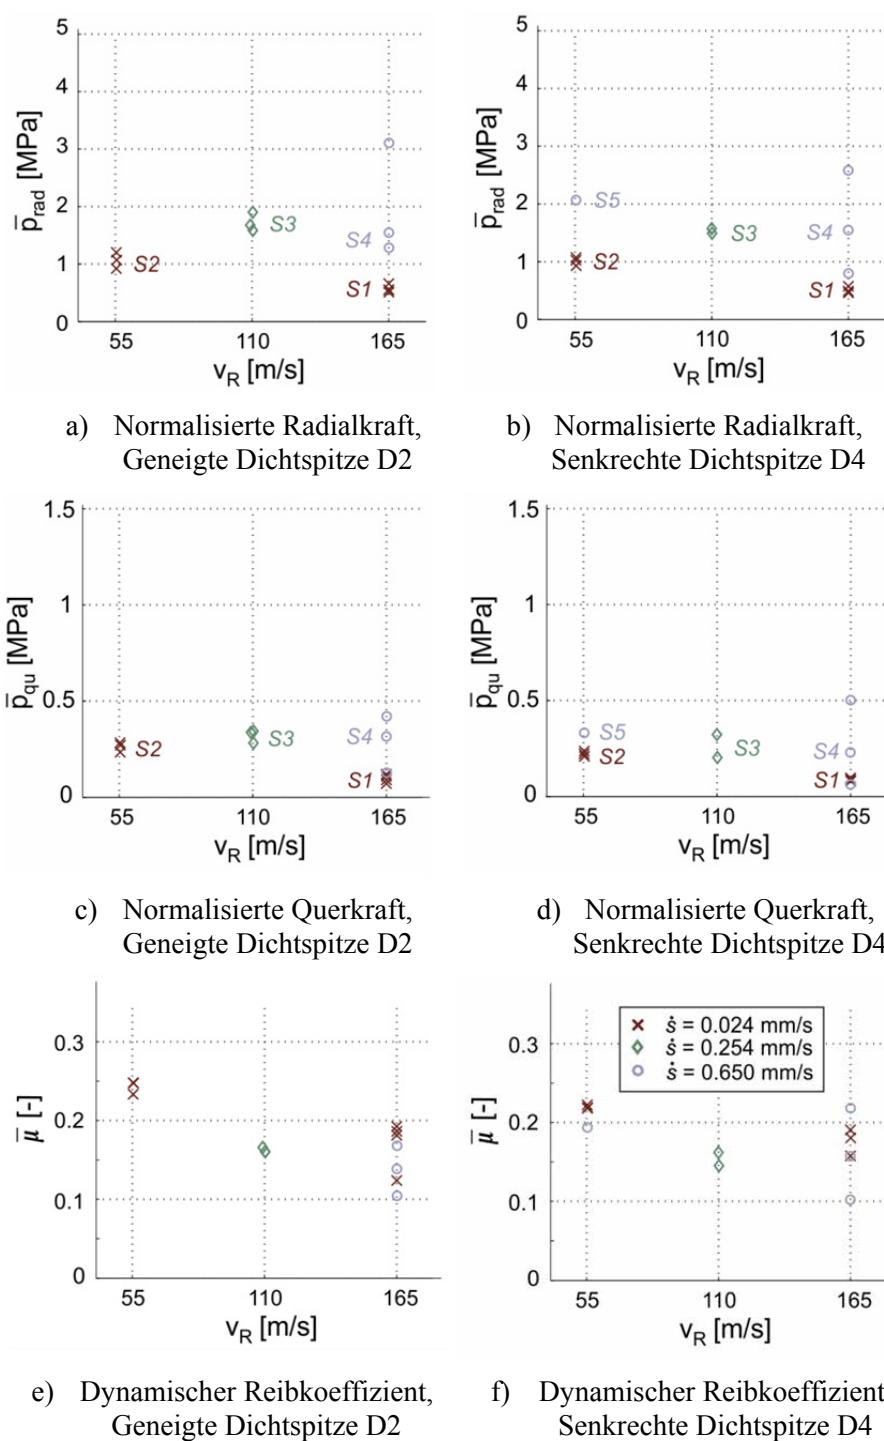 5
4
3
2
1
0
p̅rad [MPa]
S2
S3
S4
S1
55 110 165
vR [m/s]
5
4
3
2
1
0
p̅rad [MPa]
S5
S2
S3
S4
S1
55 110 165
vR [m/s]
a) Normalisierte Radialkraft,
Geneigte Dichtspitze D2
b) Normalisierte Radialkraft,
Senkrechte Dichtspitze D4
1.5
1
0.5
0
p̅qu [MPa]
S2
S3
S4
S1
55 110 165
vR [m/s]
1.5
1
0.5
0
p̅qu [MPa]
S5
S2
S3
S4
S1
55 110 165
vR [m/s]
c) Normalisierte Querkraft,
Geneigte Dichtspitze D2
d) Normalisierte Querkraft,
Senkrechte Dichtspitze D4
0.3
0.2
0.1
0
μ̅ [-]
55 110 165
vR [m/s]
0.3
0.2
0.1
0
μ̅ [-]
ṡ = 0.024 mm/s
ṡ = 0.254 mm/s
ṡ = 0.650 mm/s
55 110 165
vR [m/s]
e) Dynamischer Reibkoeffizient,
Geneigte Dichtspitze D2
f) Dynamischer Reibkoeffizient
Senkrechte Dichtspitze D4